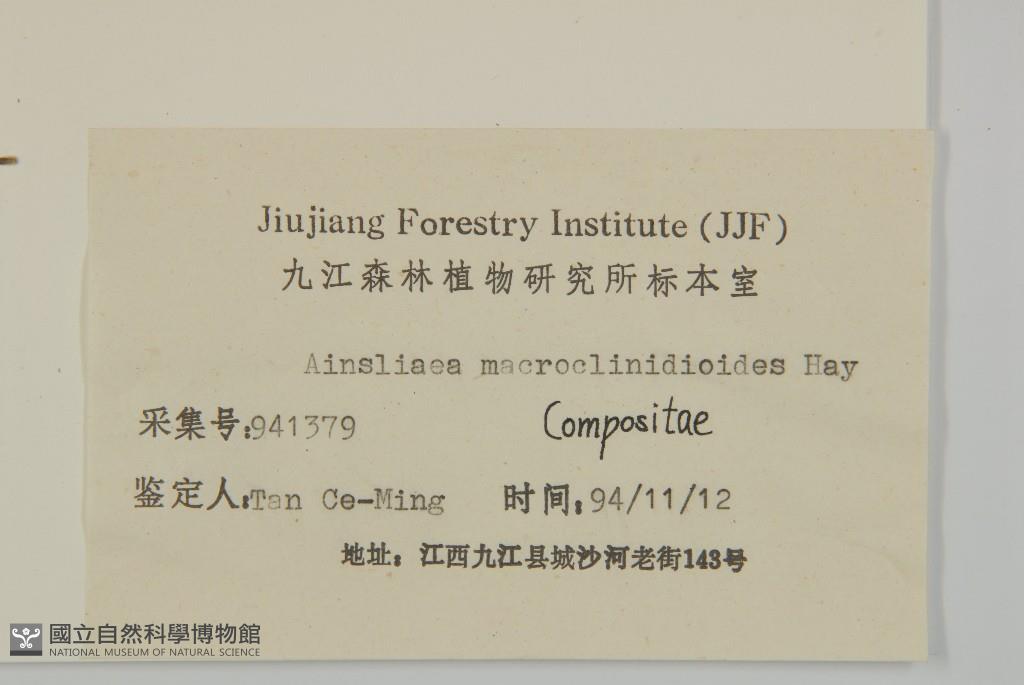 Jiujiang Forestry Institute (JJF)
九江森林植物研究所标本室
Ainsliaea macroclinidioides Hay
采集号:941379
Compositae
鉴定人:Tan Ce-Ming 时间:94/11/12
地址：江西九江县城沙河老街143号
國立自然科學博物館
NATIONAL MUSEUM OF NATURAL SCIENCE